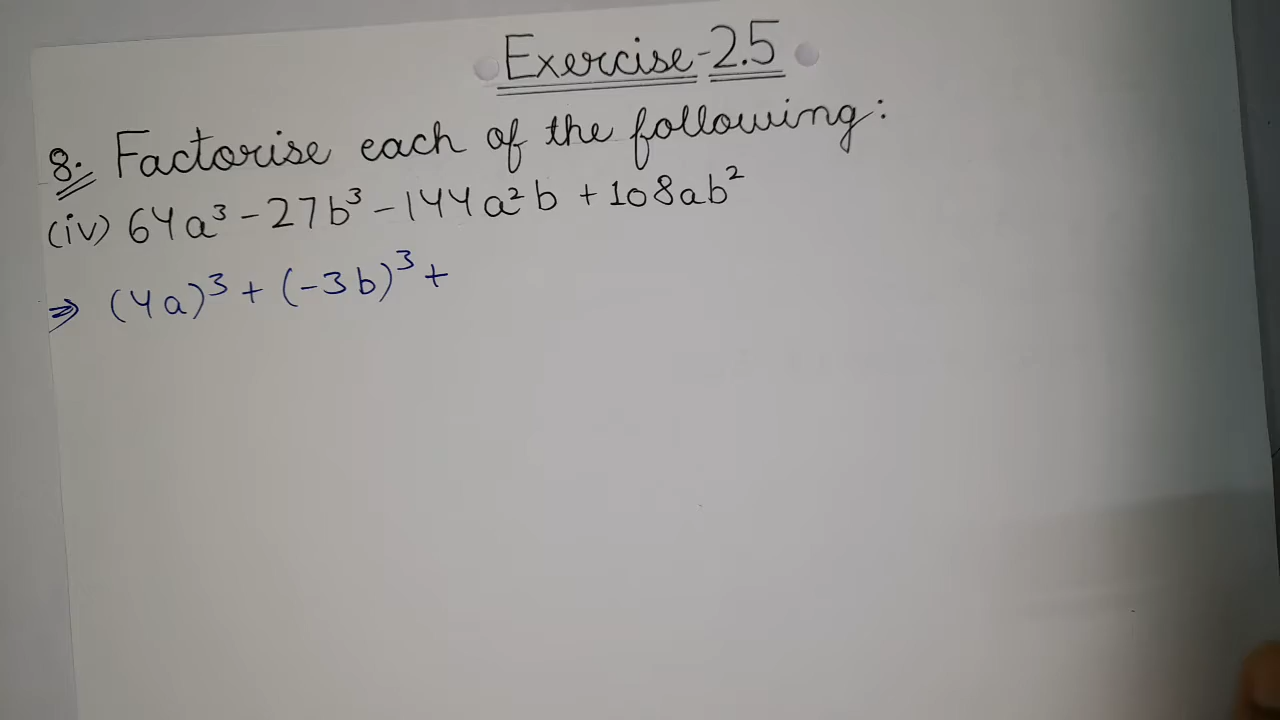 Exercise-2.5
8. Factorise each of the following:
(iv) 64a³ - 27b³ - 144a²b + 108ab²
⇒ (4a)³ + (-3b)³ +